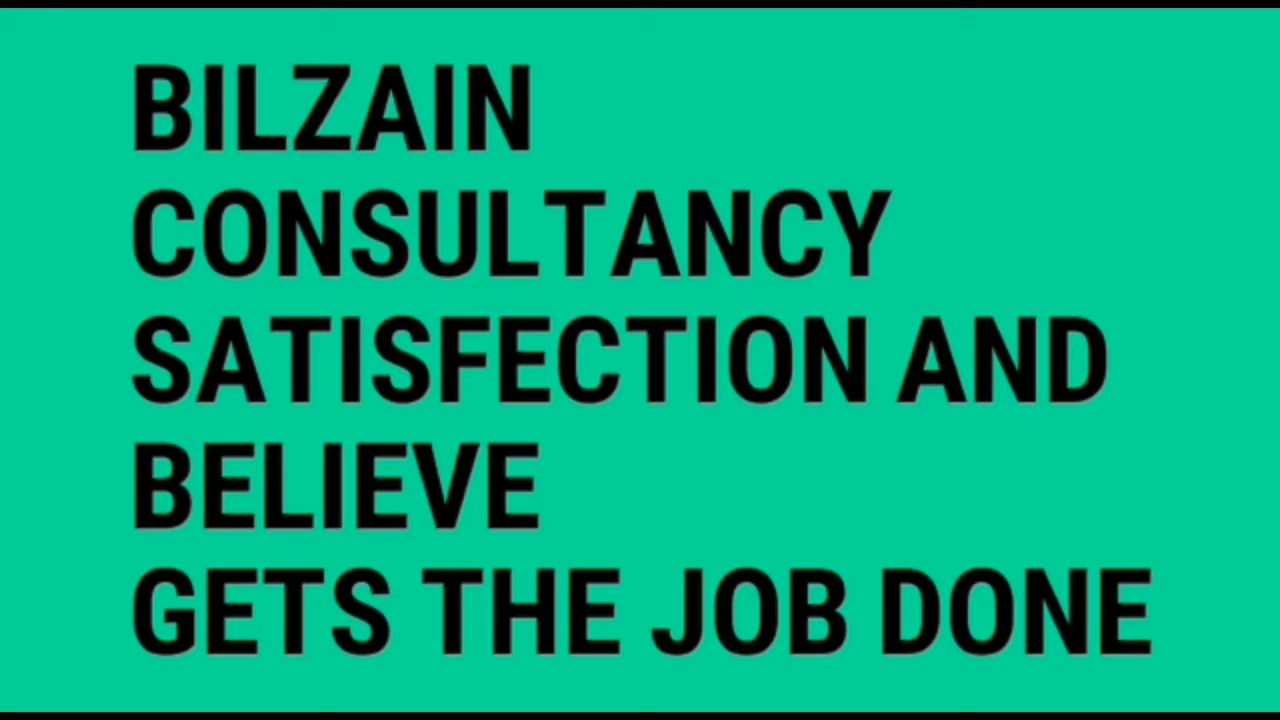 BILZAIN
CONSULTANCY
SATISFECTION AND
BELIEVE
GETS THE JOB DONE